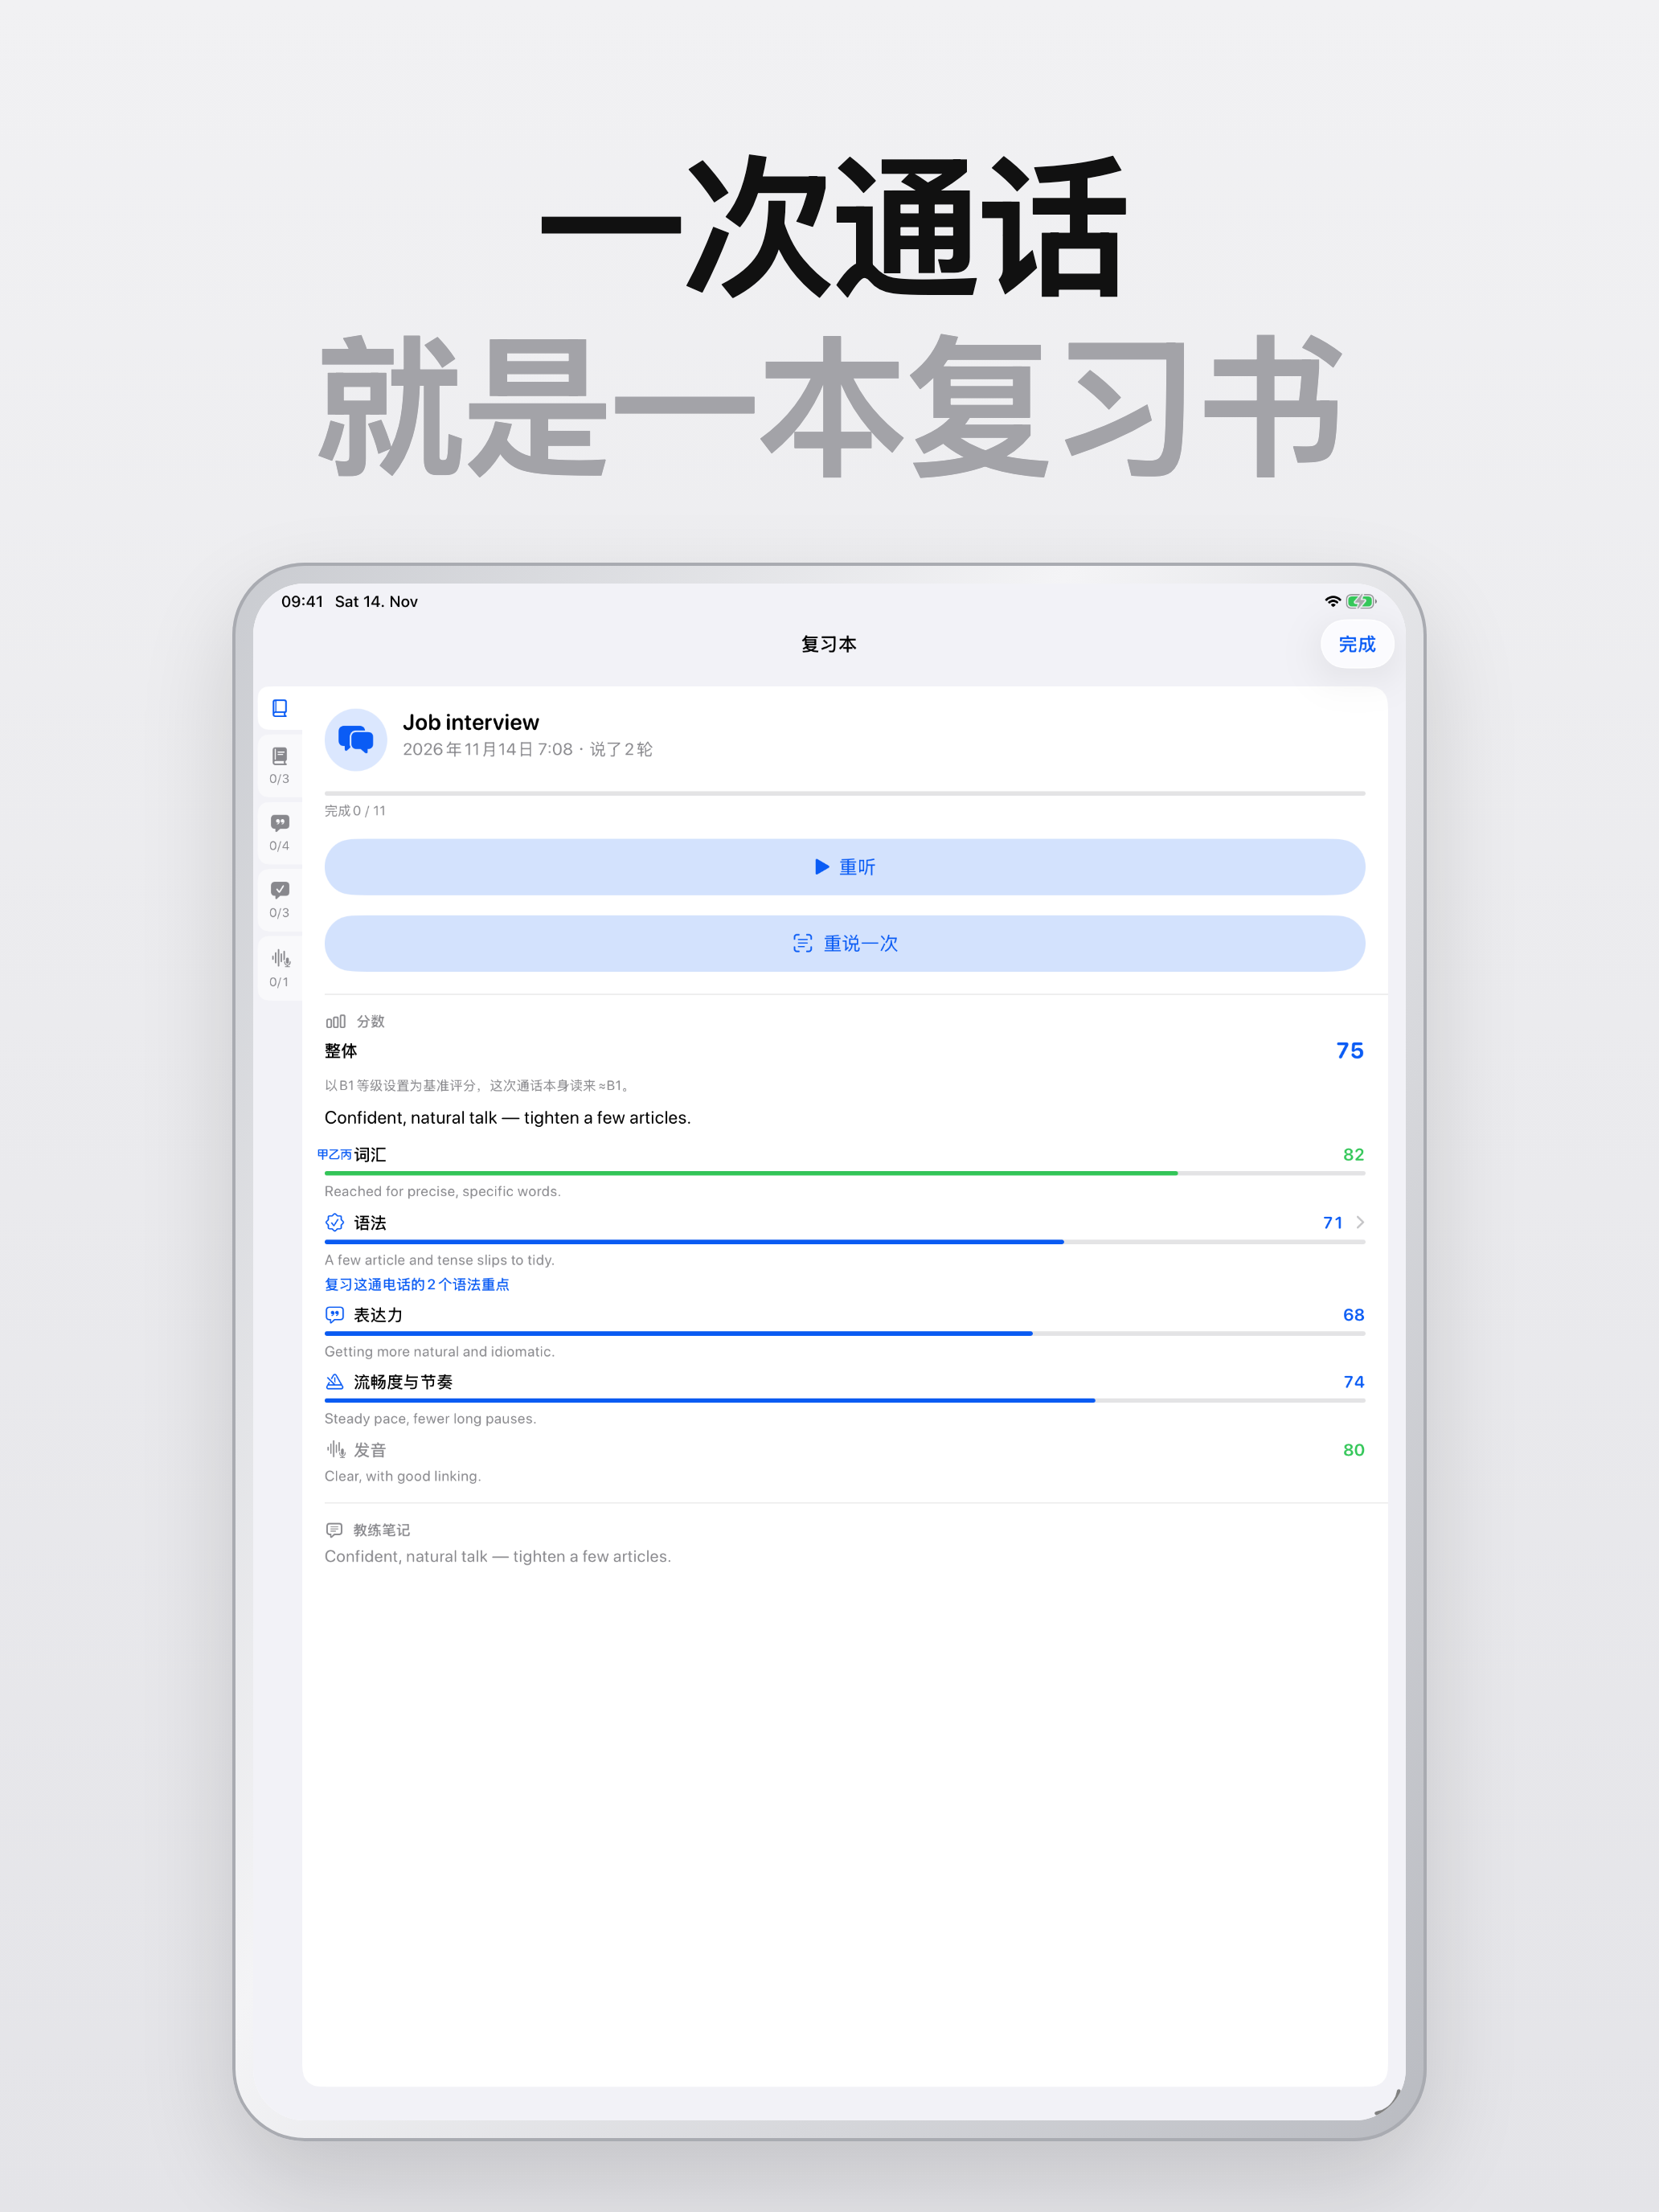 一次通话
就是一本复习书
09:41 Sat 14. Nov
复习本
完成
Job interview
2026年11月14日 7:08 · 说了2轮
完成0 / 11
0/3
0/4
0/3
0/1
重听
重说一次
分数
整体 75
以B1等级设置为基准评分，这次通话本身读来≈B1。
Confident, natural talk — tighten a few articles.
甲乙丙 词汇 82
Reached for precise, specific words.
语法 71
A few article and tense slips to tidy.
复习这通电话的2个语法重点
表达力 68
Getting more natural and idiomatic.
流畅度与节奏 74
Steady pace, fewer long pauses.
发音 80
Clear, with good linking.
教练笔记
Confident, natural talk — tighten a few articles.